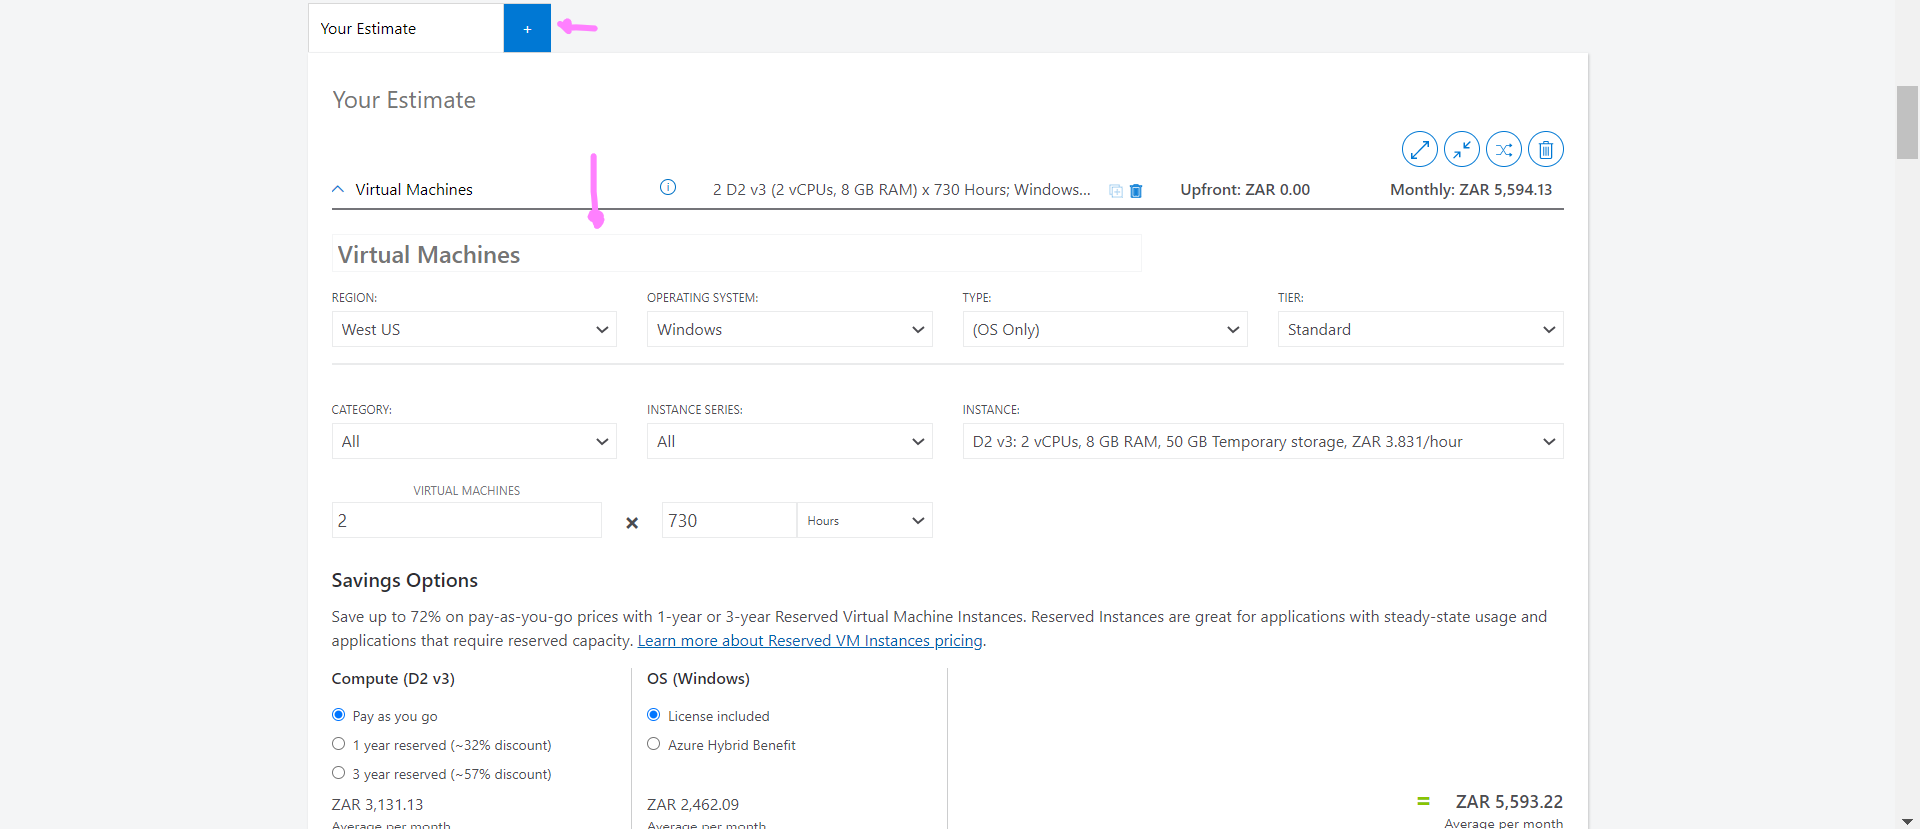 Your Estimate
+
Your Estimate
Virtual Machines 2 D2 v3 (2 vCPUs, 8 GB RAM) x 730 Hours; Windows... Upfront: ZAR 0.00 Monthly: ZAR 5,594.13
Virtual Machines
REGION: OPERATING SYSTEM: TYPE: TIER:
West US Windows (OS Only) Standard
CATEGORY: INSTANCE SERIES: INSTANCE:
All All D2 v3: 2 vCPUs, 8 GB RAM, 50 GB Temporary storage, ZAR 3.831/hour
VIRTUAL MACHINES
2 × 730 Hours
Savings Options
Save up to 72% on pay-as-you-go prices with 1-year or 3-year Reserved Virtual Machine Instances. Reserved Instances are great for applications with steady-state usage and
applications that require reserved capacity. Learn more about Reserved VM Instances pricing.
Compute (D2 v3) OS (Windows)
Pay as you go License included
1 year reserved (~32% discount) Azure Hybrid Benefit
3 year reserved (~57% discount)
ZAR 3,131.13 ZAR 2,462.09 = ZAR 5,593.22
Average per month Average per month Average per month